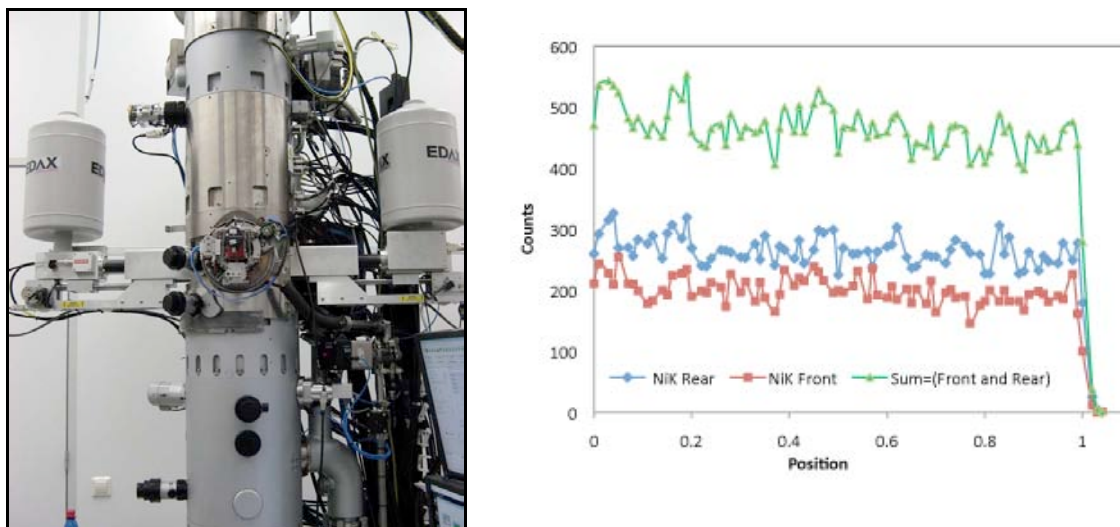 EDAX
EDAX
600
500
400
300
200
100
0
Counts
NiK Rear
NiK Front
Sum=(Front and Rear)
0
0.2
0.4
0.6
0.8
1
Position